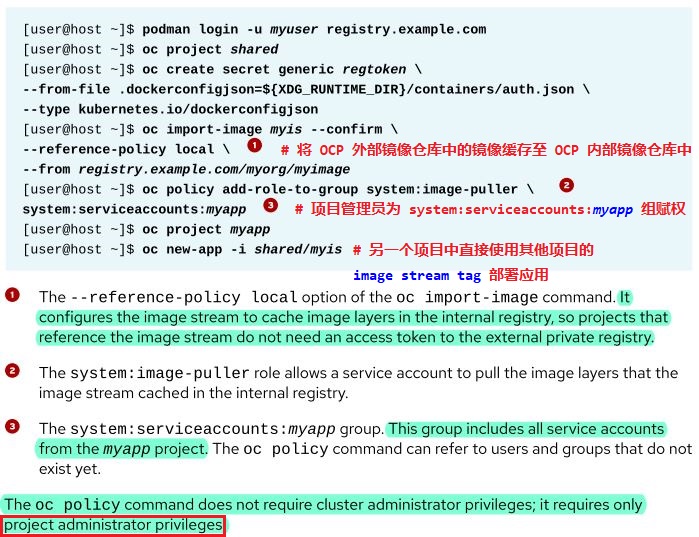 [user@host ~]$ podman login -u myuser registry.example.com
[user@host ~]$ oc project shared
[user@host ~]$ oc create secret generic regtoken \
--from-file .dockerconfigjson=${XDG_RUNTIME_DIR}/containers/auth.json \
--type kubernetes.io/dockerconfigjson
[user@host ~]$ oc import-image myis --confirm \
--reference-policy local \ 1 # 将 OCP 外部镜像仓库中的镜像缓存至 OCP 内部镜像仓库中
--from registry.example.com/myorg/myimage
[user@host ~]$ oc policy add-role-to-group system:image-puller \ 2
system:serviceaccounts:myapp 3 # 项目管理员为 system:serviceaccounts:myapp 组赋权
[user@host ~]$ oc project myapp
[user@host ~]$ oc new-app -i shared/myis # 另一个项目中直接使用其他项目的
image stream tag 部署应用
1 The --reference-policy local option of the oc import-image command. It
configures the image stream to cache image layers in the internal registry, so projects that
reference the image stream do not need an access token to the external private registry.
2 The system:image-puller role allows a service account to pull the image layers that the
image stream cached in the internal registry.
3 The system:serviceaccounts:myapp group. This group includes all service accounts
from the myapp project. The oc policy command can refer to users and groups that do not
exist yet.
The oc policy command does not require cluster administrator privileges; it requires only
project administrator privileges